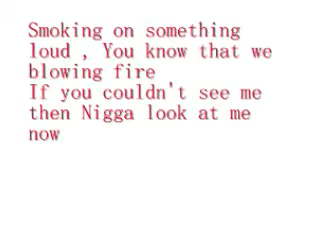 Smoking on something
loud , You know that we
blowing fire
If you couldn't see me
then Nigga look at me
now